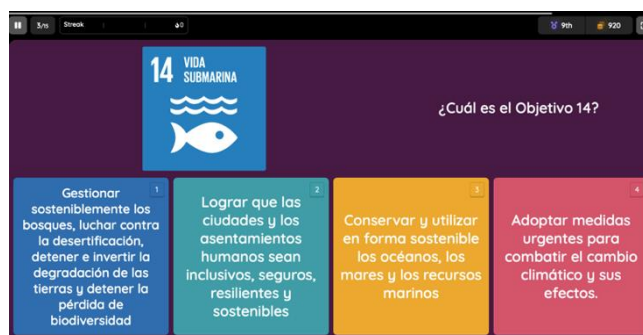 3/15
Streak
0
9th
920
14 VIDA
SUBMARINA
¿Cuál es el Objetivo 14?
1
Gestionar
sosteniblemente los
bosques, luchar contra
la desertificación,
detener e invertir la
degradación de las
tierras y detener la
pérdida de
biodiversidad
2
Lograr que las
ciudades y los
asentamientos
humanos sean
inclusivos, seguros,
resilientes y
sostenibles
3
Conservar y utilizar
en forma sostenible
los océanos, los
mares y los recursos
marinos
4
Adoptar medidas
urgentes para
combatir el cambio
climático y sus
efectos.